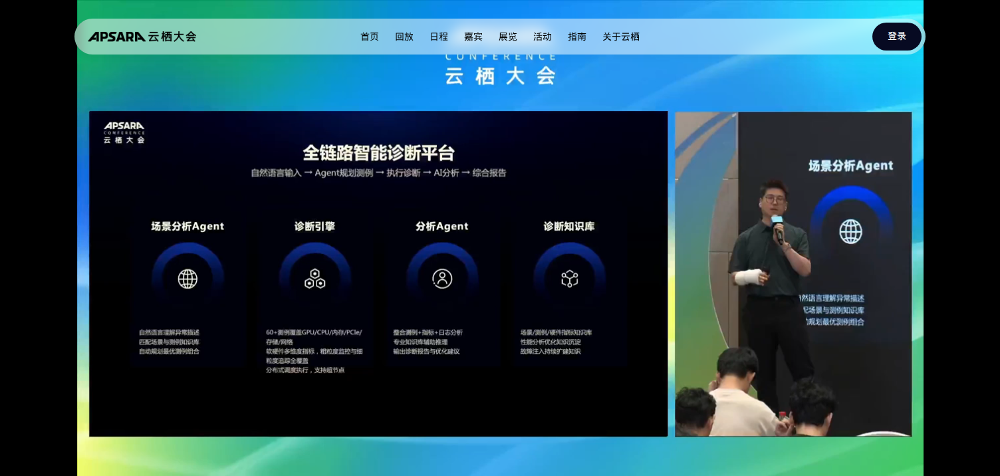 APSARA 云栖大会
首页 回放 日程 嘉宾 展览 活动 指南 关于云栖
登录
CONFERENCE
云栖大会
APSARA
CONFERENCE
云栖大会
全链路智能诊断平台
自然语言输入 → Agent规划测例 → 执行诊断 → AI分析 → 综合报告
场景分析Agent
自然语言理解异常描述
匹配场景与测例知识库
自动规划最优测例组合
诊断引擎
60+测例覆盖GPU/CPU/内存/PCIe/
存储/网络
软硬件多维度指标，粗粒度监控与细
粒度追踪全覆盖
分布式调度执行，支持超节点
分析Agent
整合测例+指标+日志分析
专业知识库辅助推理
输出诊断报告与优化建议
诊断知识库
场景/测例/硬件指标知识库
性能分析优化知识沉淀
故障注入持续扩建知识
场景分析Agent
然语言理解异常描述
配场景与测例知识库
动规划最优测例组合